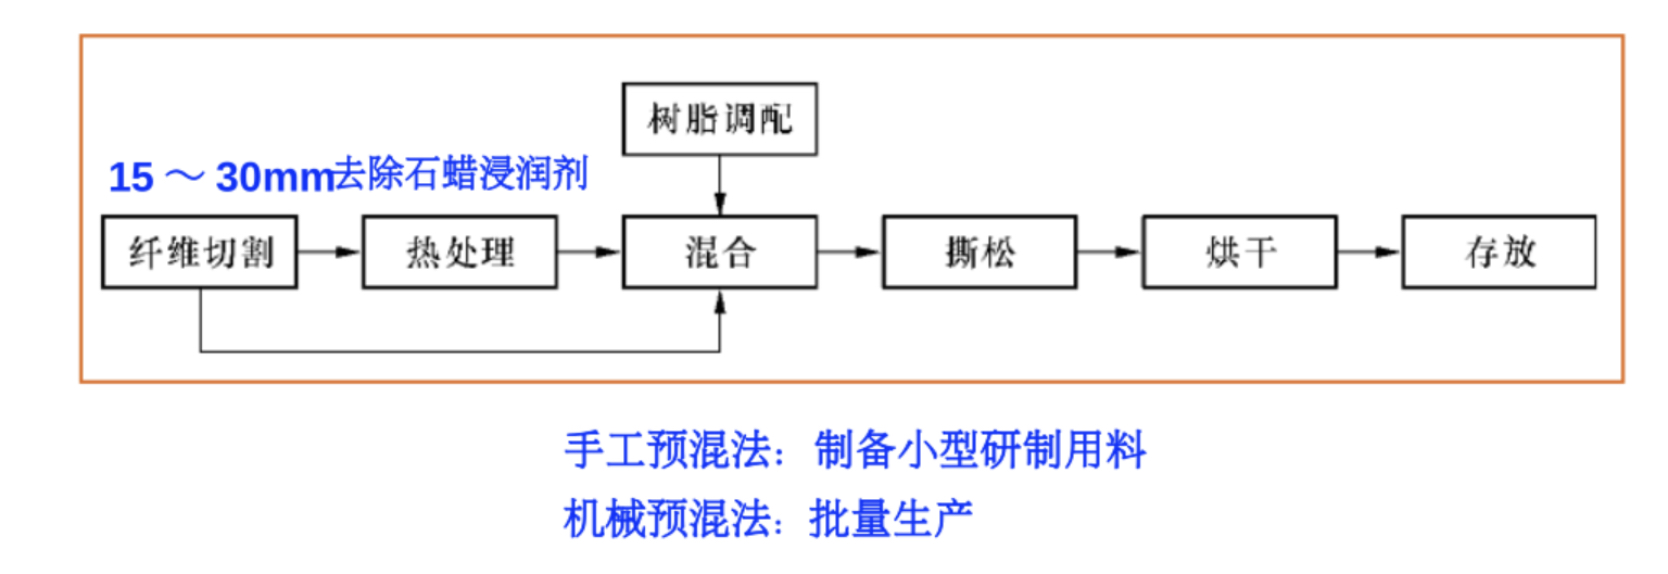 树脂调配
15～30mm去除石蜡浸润剂
纤维切割 热处理 混合 撕松 烘干 存放
手工预混法：制备小型研制用料
机械预混法：批量生产